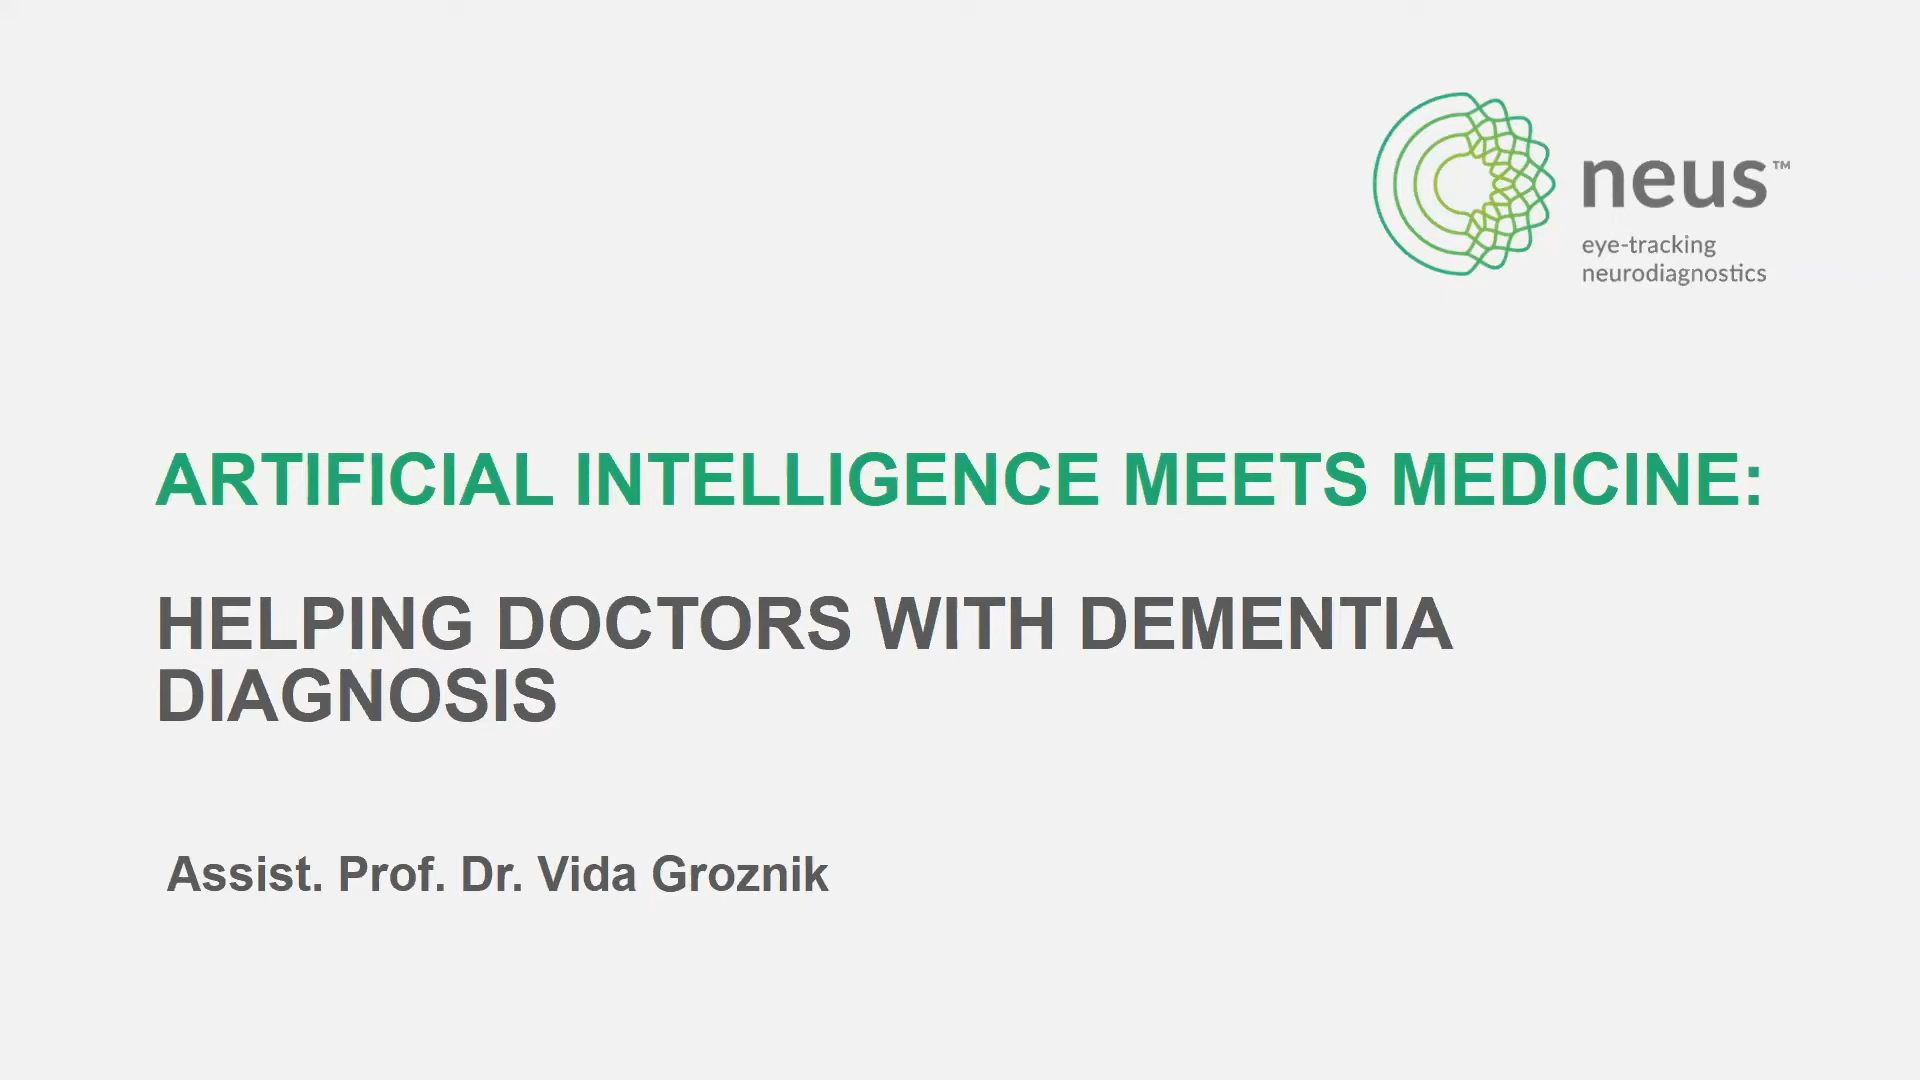 neus™
eye-tracking
neurodiagnostics
ARTIFICIAL INTELLIGENCE MEETS MEDICINE:
HELPING DOCTORS WITH DEMENTIA
DIAGNOSIS
Assist. Prof. Dr. Vida Groznik